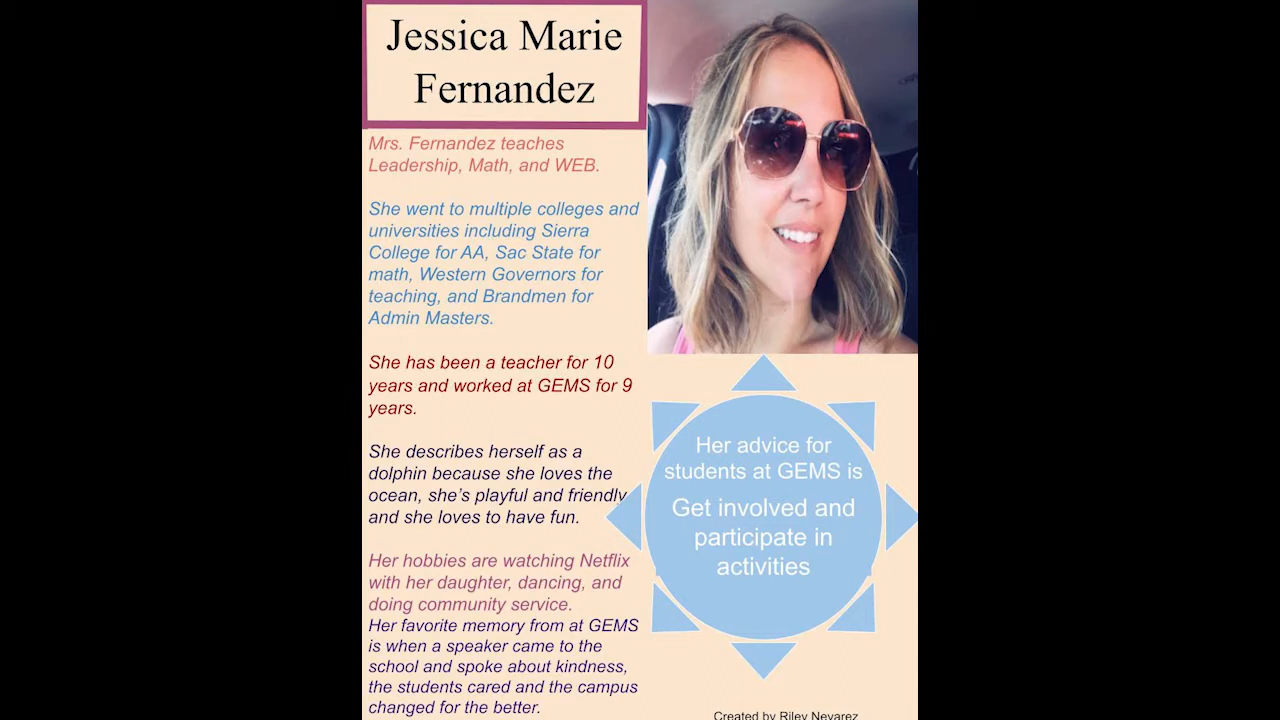 Jessica Marie
Fernandez
Mrs. Fernandez teaches
Leadership, Math, and WEB.
She went to multiple colleges and
universities including Sierra
College for AA, Sac State for
math, Western Governors for
teaching, and Brandmen for
Admin Masters.
She has been a teacher for 10
years and worked at GEMS for 9
years.
She describes herself as a
dolphin because she loves the
ocean, she's playful and friendly
and she loves to have fun.
Her hobbies are watching Netflix
with her daughter, dancing, and
doing community service.
Her favorite memory from at GEMS
is when a speaker came to the
school and spoke about kindness,
the students cared and the campus
changed for the better.
Her advice for
students at GEMS is
Get involved and
participate in
activities
Created by Riley Nevarez